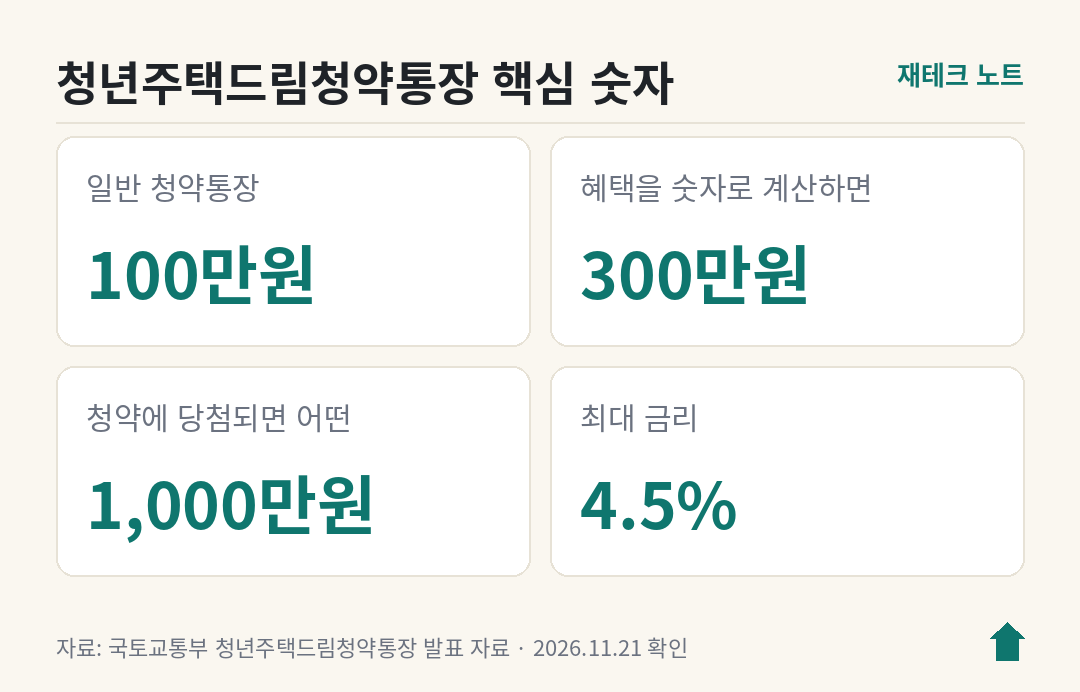 청년주택드림청약통장 핵심 숫자
재테크 노트
일반 청약통장
100만원
혜택을 숫자로 계산하면
300만원
청약에 당첨되면 어떤
1,000만원
최대 금리
4.5%
자료: 국토교통부 청년주택드림청약통장 발표 자료 · 2026.11.21 확인